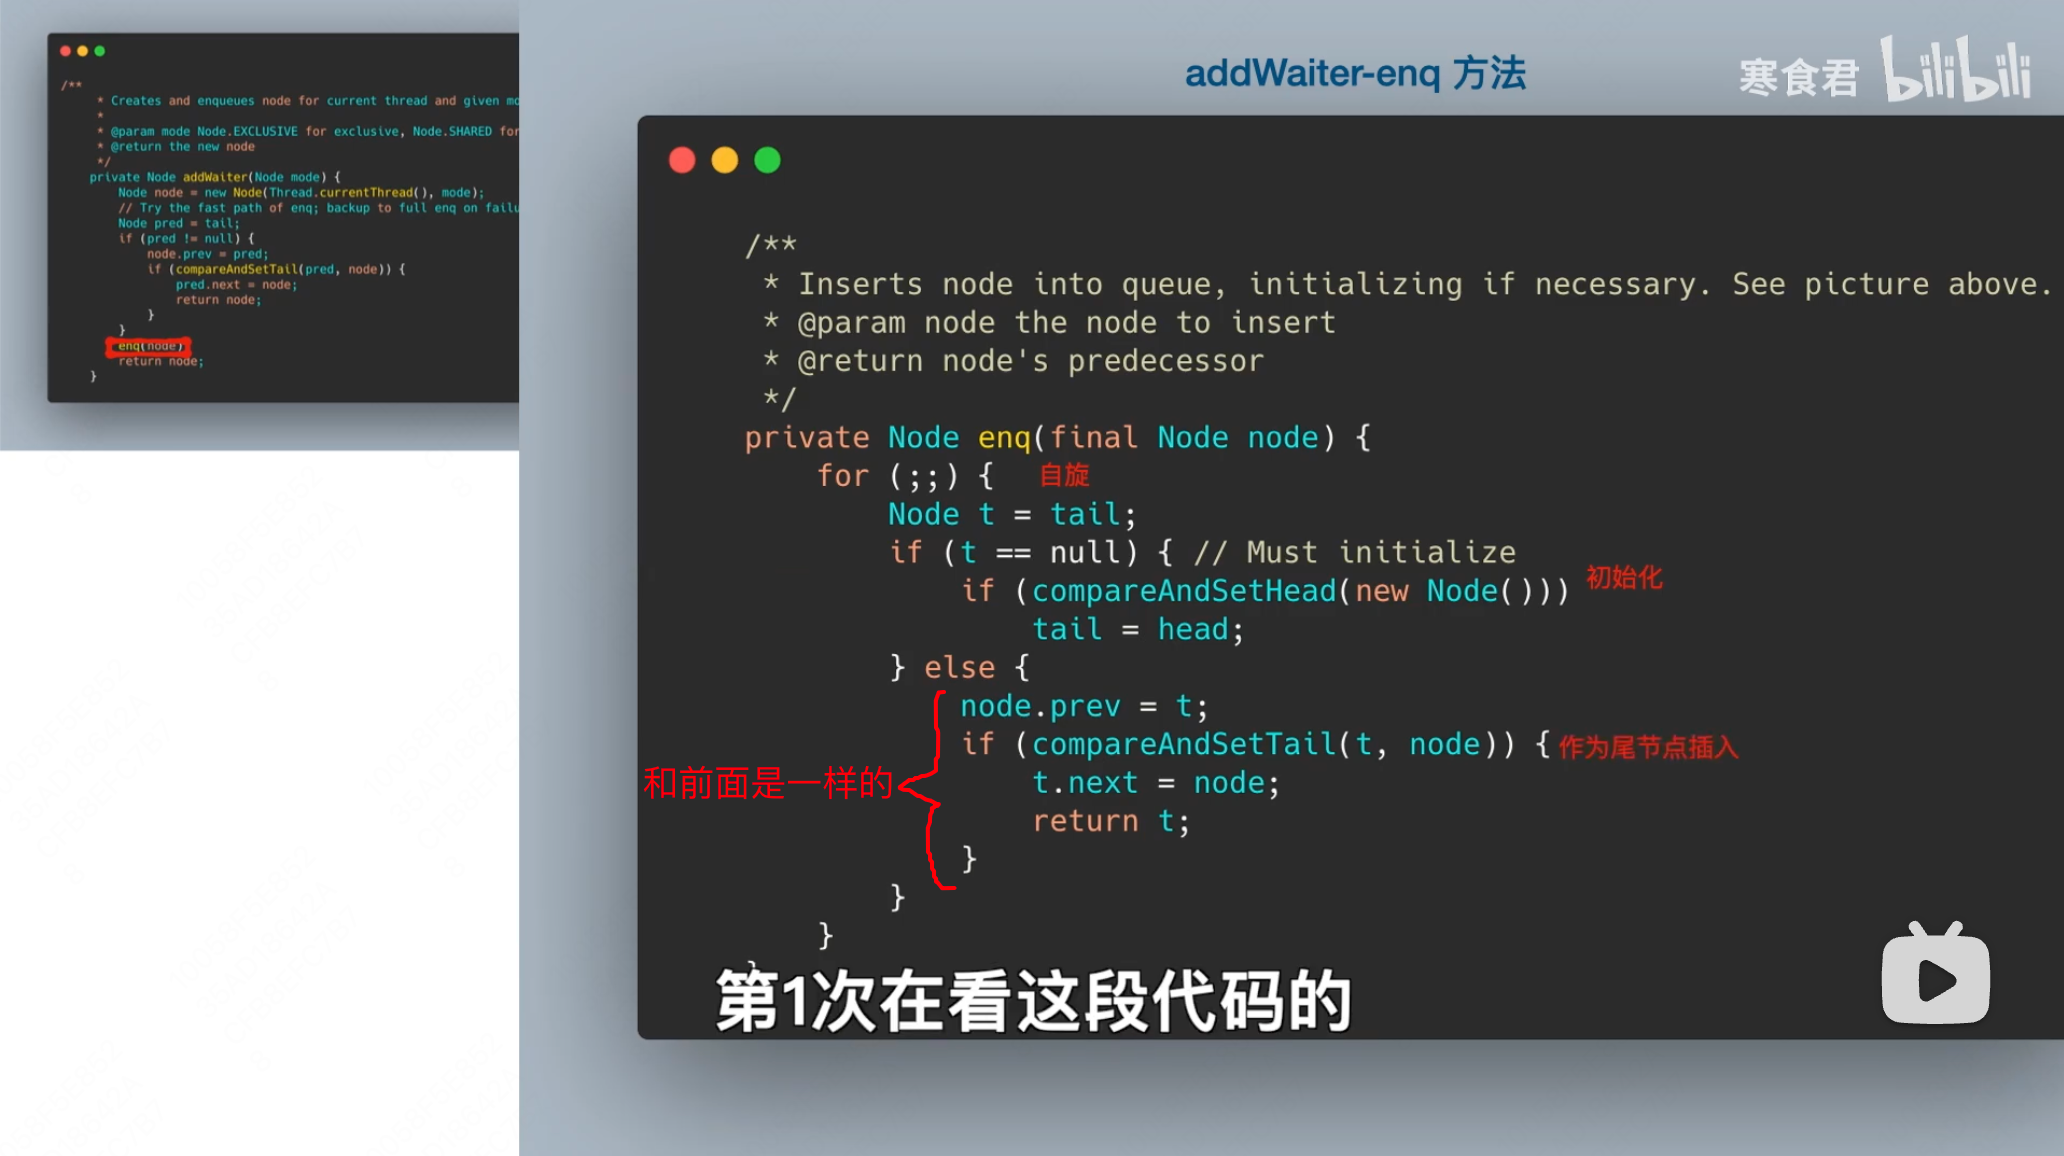 /**
* Creates and enqueues node for current thread and given mo
*
* @param mode Node.EXCLUSIVE for exclusive, Node.SHARED for
* @return the new node
*/
private Node addWaiter(Node mode) {
Node node = new Node(Thread.currentThread(), mode);
// Try the fast path of enq; backup to full enq on failu
Node pred = tail;
if (pred != null) {
node.prev = pred;
if (compareAndSetTail(pred, node)) {
pred.next = node;
return node;
}
}
enq(node)
return node;
}
addWaiter-enq 方法
寒食君 bilibili
/**
* Inserts node into queue, initializing if necessary. See picture above.
* @param node the node to insert
* @return node's predecessor
*/
private Node enq(final Node node) {
for (;;) { 自旋
Node t = tail;
if (t == null) { // Must initialize
if (compareAndSetHead(new Node())) 初始化
tail = head;
} else {
node.prev = t;
if (compareAndSetTail(t, node)) { 作为尾节点插入
和前面是一样的 t.next = node;
return t;
}
}
}
}
第1次在看这段代码的